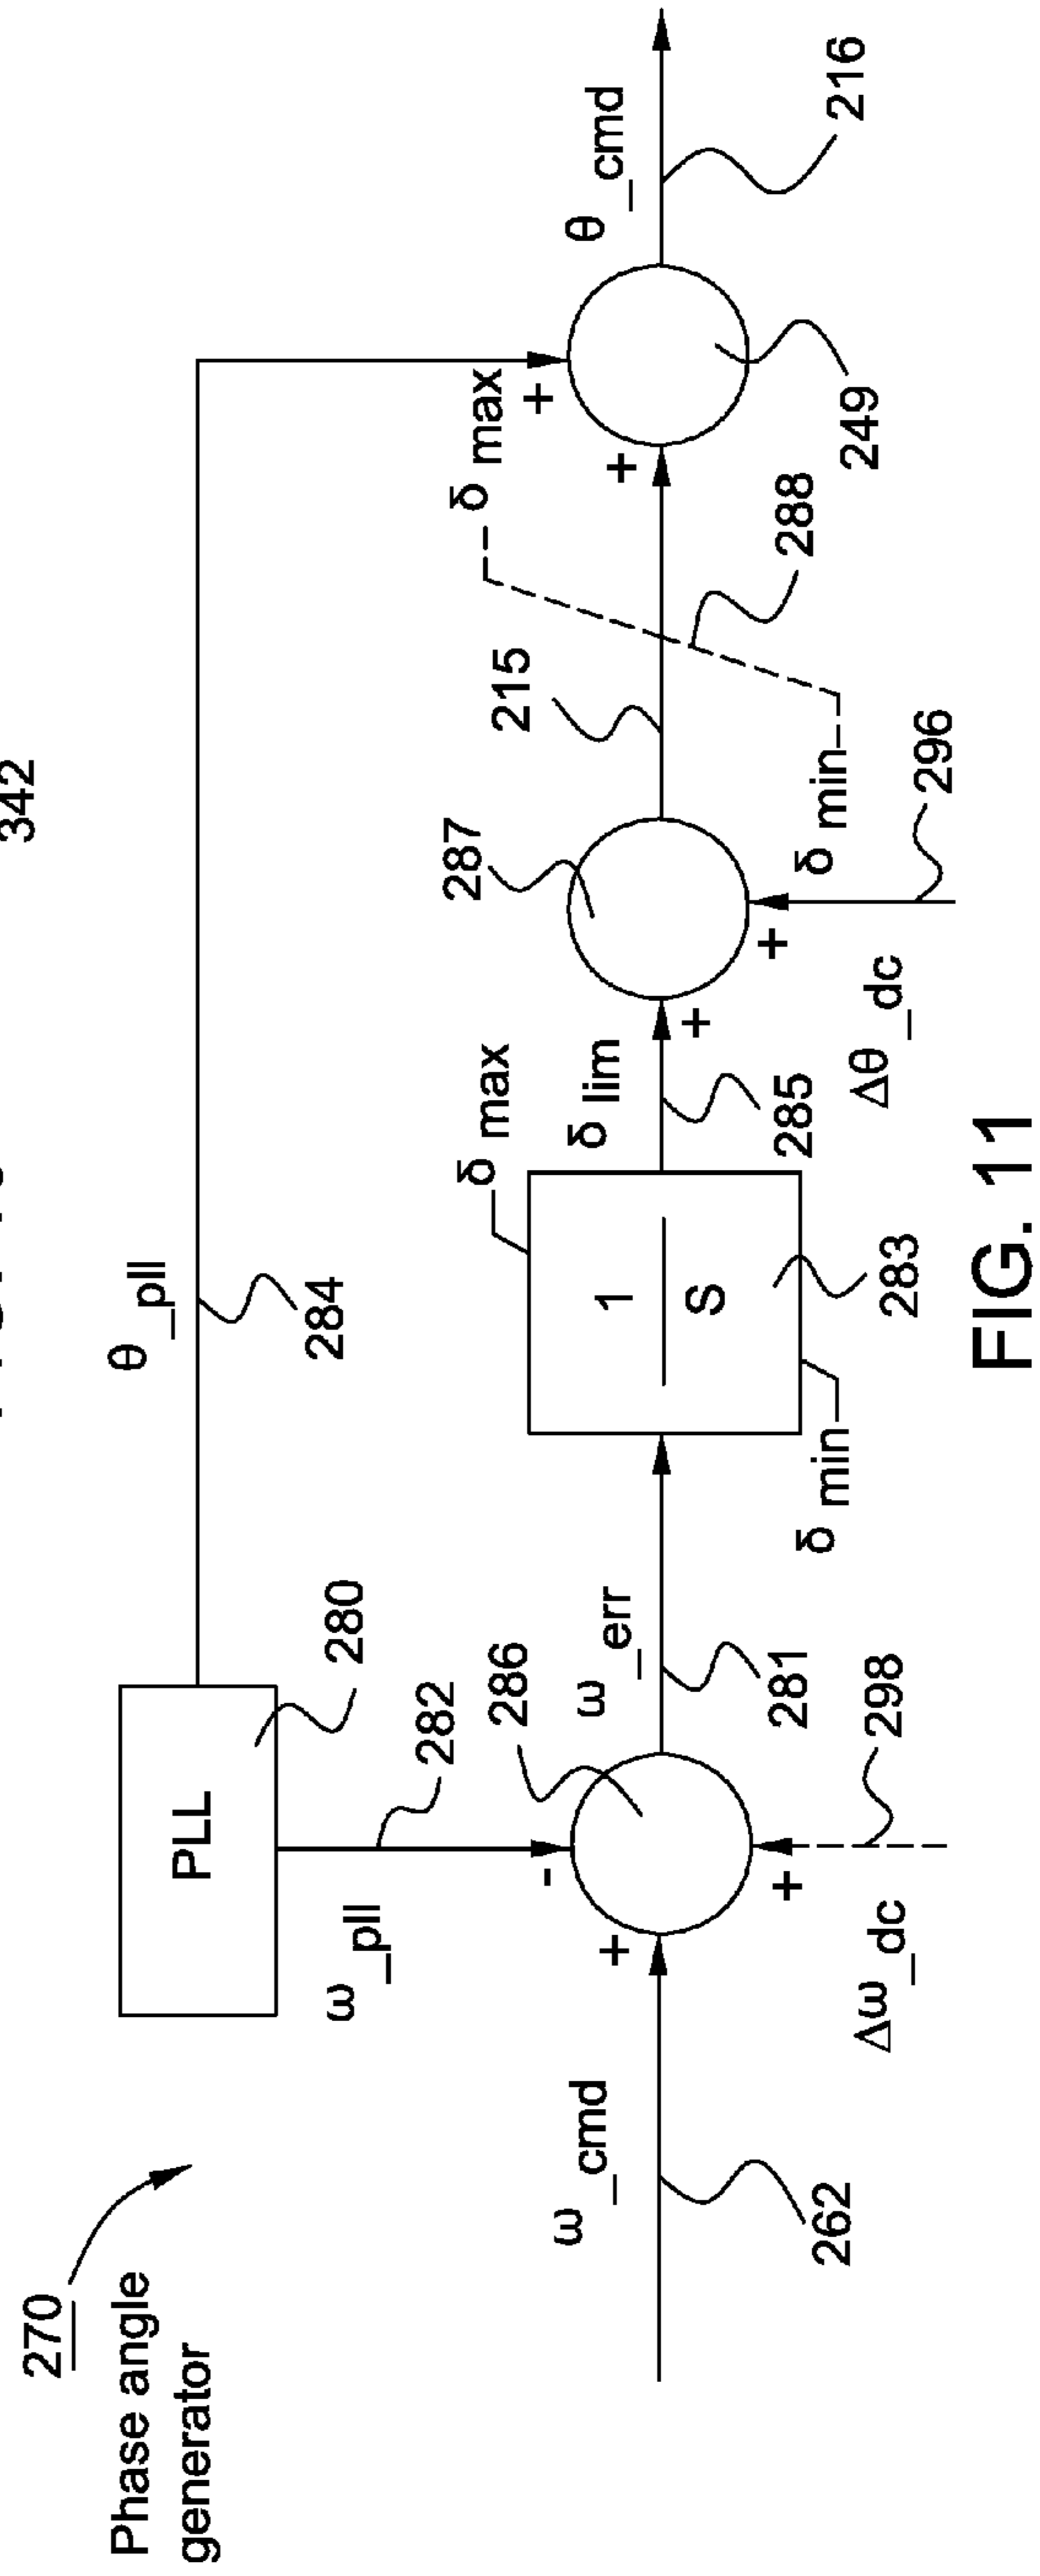 342
270
Phase angle
generator
PLL
280
θ_pll
284
ω_pll
282
ω_cmd
262
+
-
+
286
Δω_dc
298
ω_err
281
δ max
1
S
δ min
283
δ lim
285
+
+
287
Δθ_dc
296
215
δ max
δ min
288
+
+
249
θ_cmd
216
FIG. 11